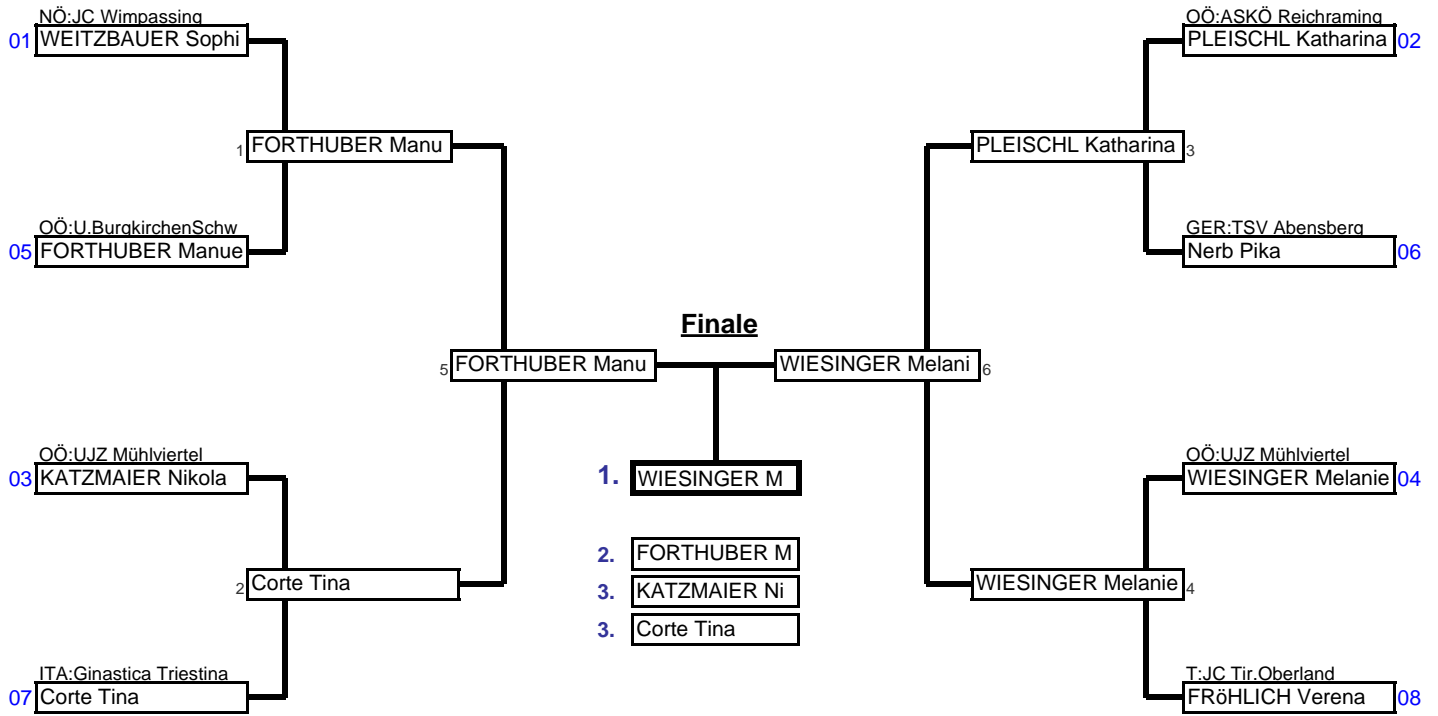 NÖ:JC Wimpassing
01 WEITZBAUER Sophi
OÖ:ASKÖ Reichraming
PLEISCHL Katharina 02
1 FORTHUBER Manu
PLEISCHL Katharina 3
OÖ:U.BurgkirchenSchw
05 FORTHUBER Manue
GER:TSV Abensberg
Nerb Pika 06
Finale
5 FORTHUBER Manu
WIESINGER Melani 6
OÖ:UJZ Mühlviertel
03 KATZMAIER Nikola
1. WIESINGER M
OÖ:UJZ Mühlviertel
WIESINGER Melanie 04
2. FORTHUBER M
3. KATZMAIER Ni
3. Corte Tina
2 Corte Tina
WIESINGER Melanie 4
ITA:Ginastica Triestina
07 Corte Tina
T:JC Tir.Oberland
FRöHLICH Verena 08